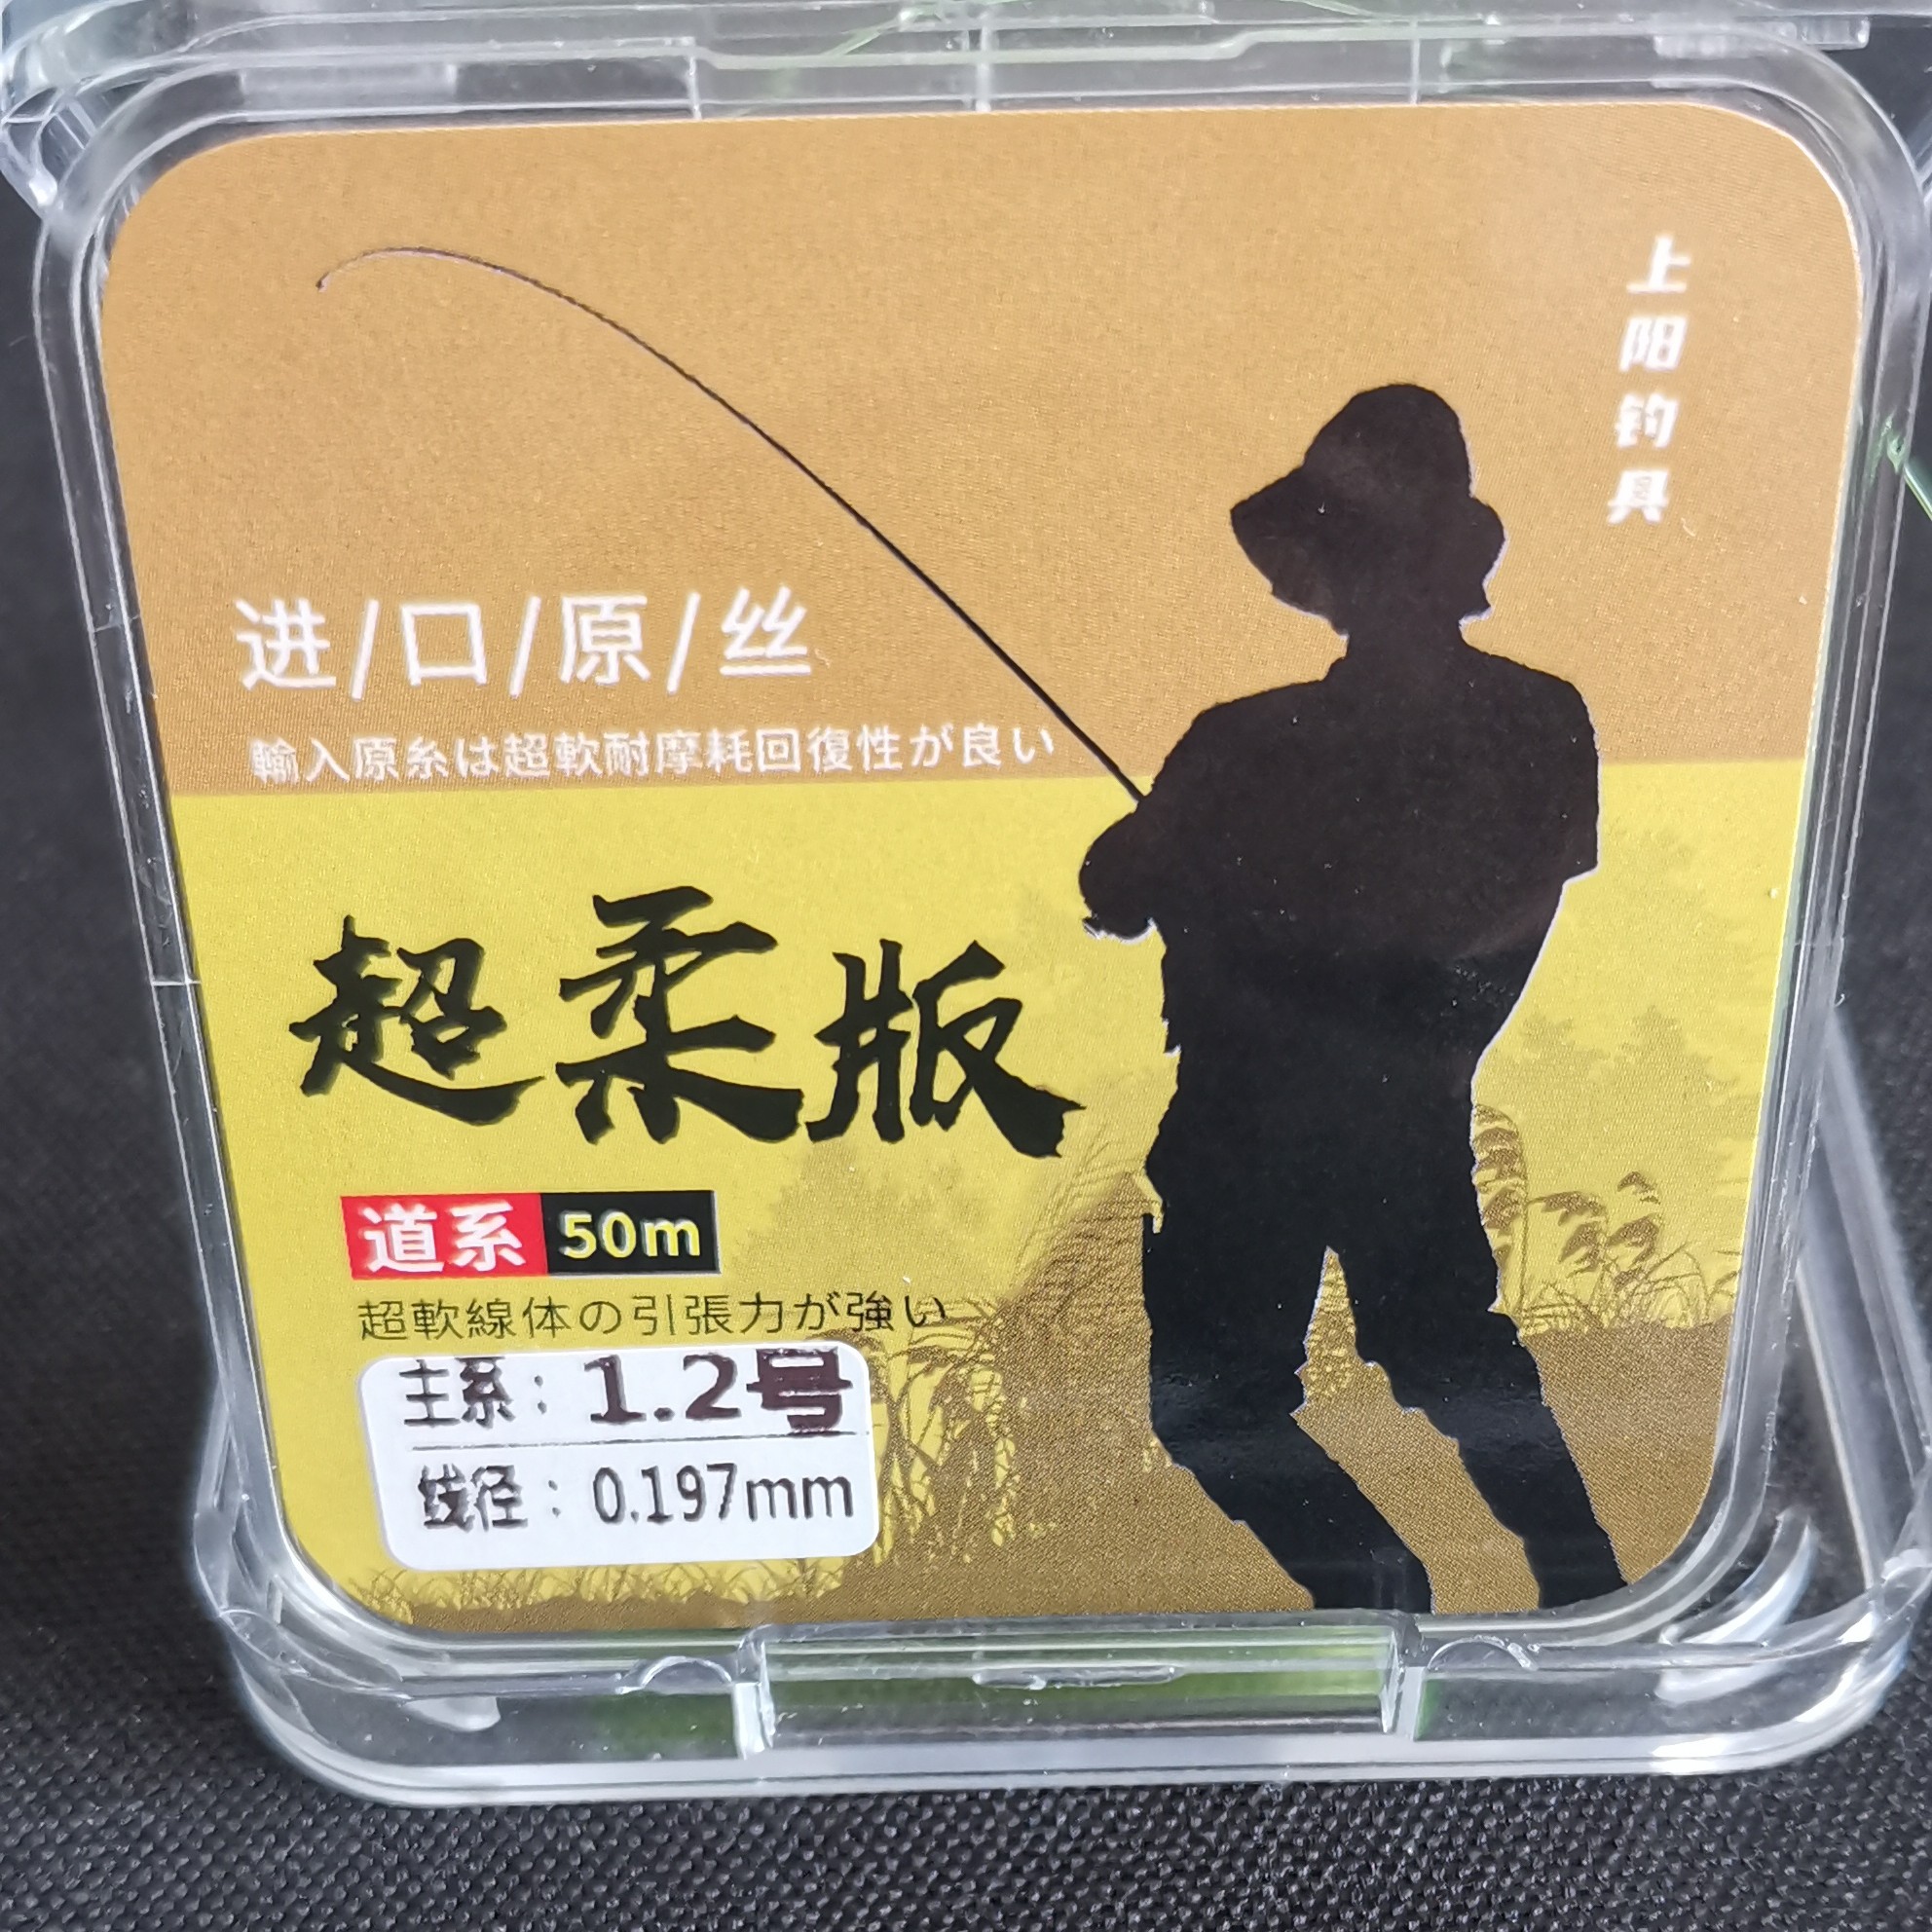 上阳钓具
进/口/原/丝
輸入原糸は超軟耐摩耗回復性が良い
超柔版
道系 50m
超軟線体の引張力が強い
主系：1.2号
线径：0.197mm